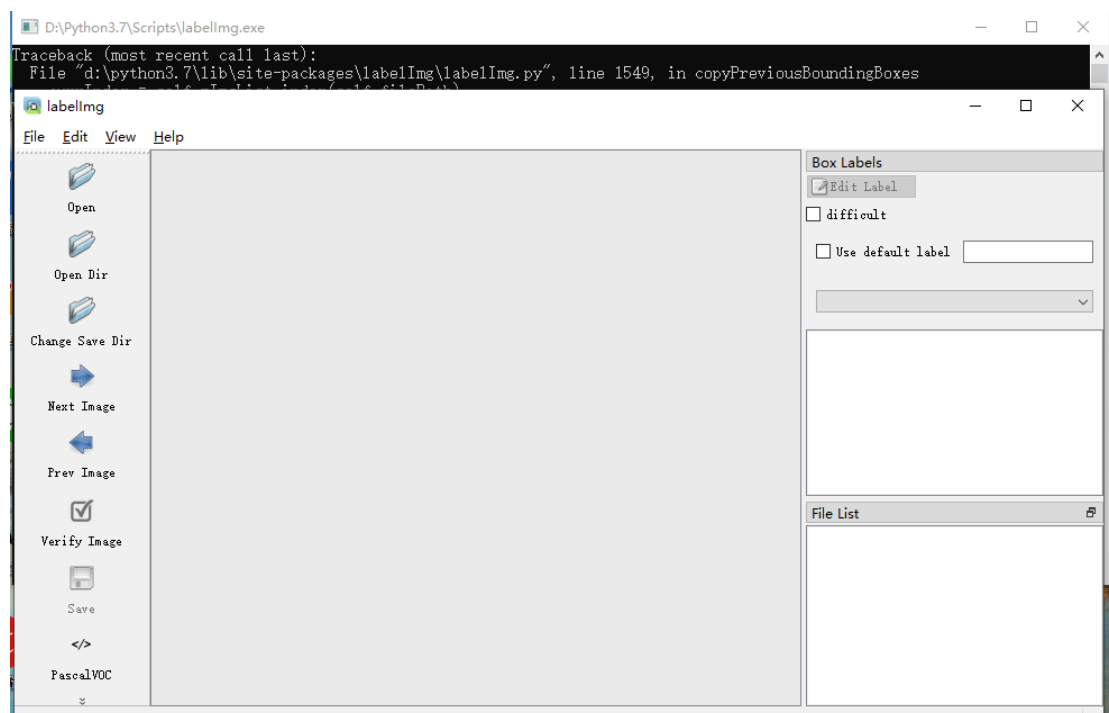 D:\Python3.7\Scripts\labelImg.exe
Traceback (most recent call last):
File "d:\python3.7\lib\site-packages\labelImg\labelImg.py", line 1549, in copyPreviousBoundingBoxes
labelImg
File Edit View Help
Open
Open Dir
Change Save Dir
Next Image
Prev Image
Verify Image
Save
</>
PascalVOC
Box Labels
Edit Label
difficult
Use default label
File List